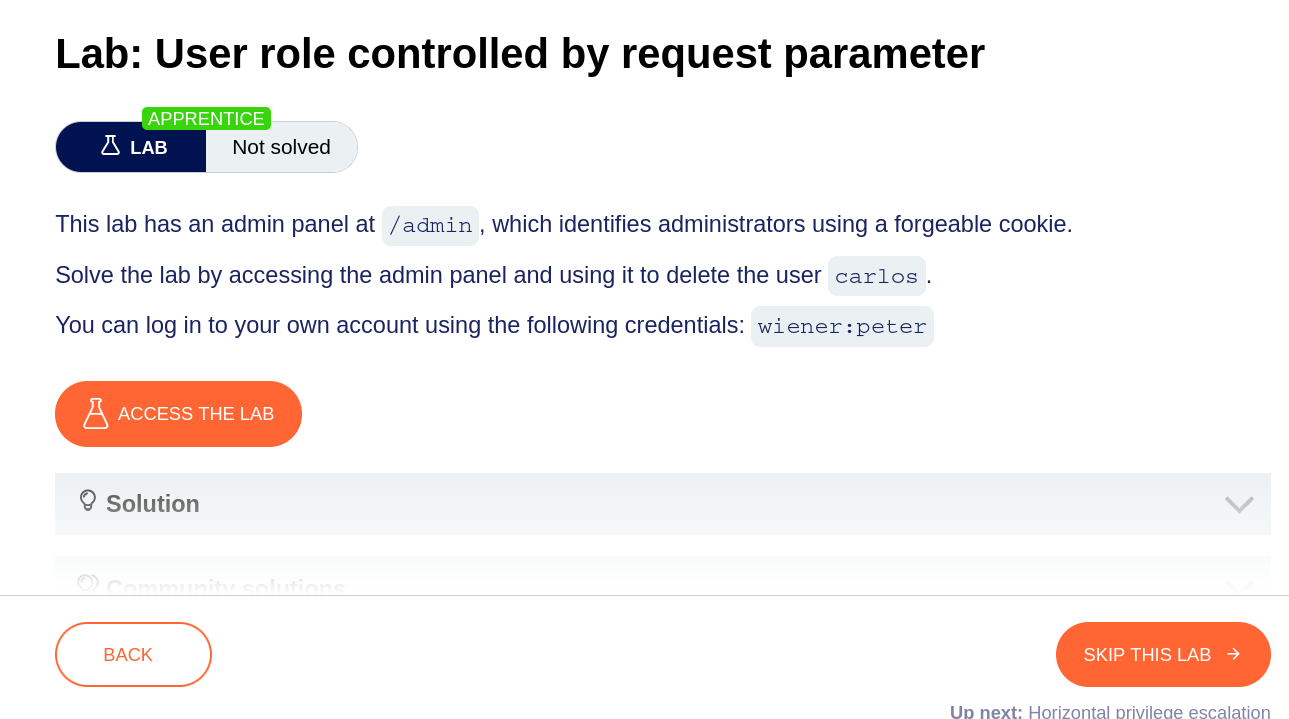 Lab: User role controlled by request parameter
APPRENTICE
LAB
Not solved
This lab has an admin panel at /admin, which identifies administrators using a forgeable cookie.
Solve the lab by accessing the admin panel and using it to delete the user carlos.
You can log in to your own account using the following credentials: wiener:peter
ACCESS THE LAB
Solution
Community solutions
BACK
SKIP THIS LAB →
Up next: Horizontal privilege escalation